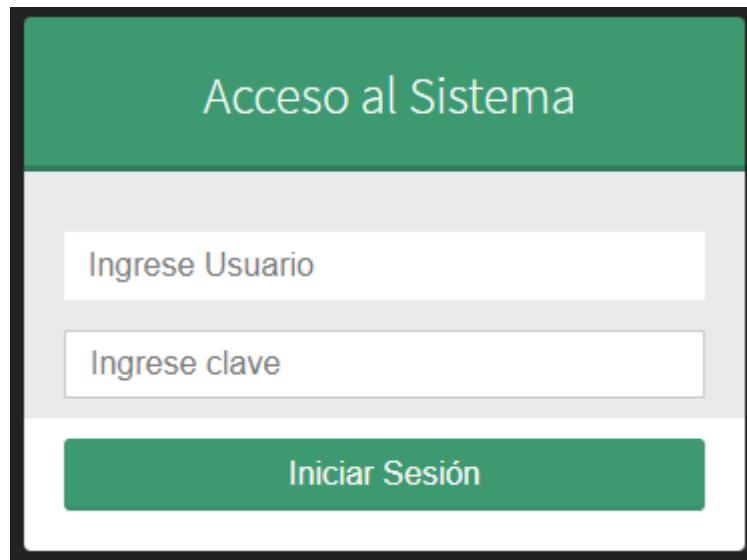 Acceso al Sistema
Ingrese Usuario
Ingrese clave
Iniciar Sesión